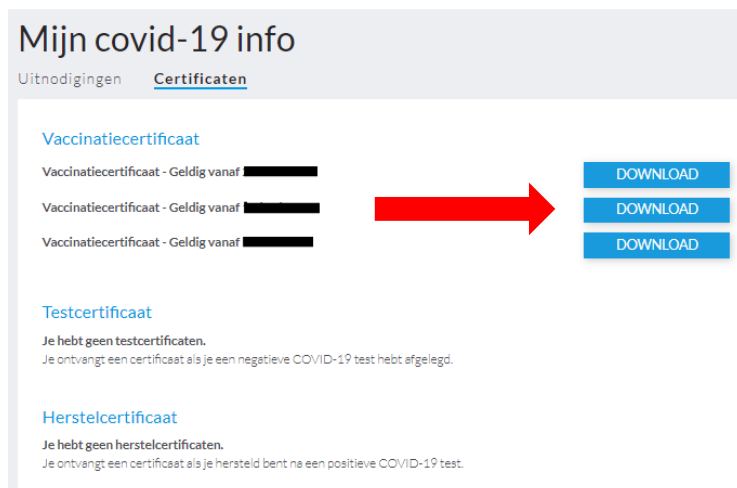 Mijn covid-19 info
Uitnodigingen Certificaten
Vaccinatiecertificaat
Vaccinatiecertificaat - Geldig vanaf
DOWNLOAD
Vaccinatiecertificaat - Geldig vanaf
DOWNLOAD
Vaccinatiecertificaat - Geldig vanaf
DOWNLOAD
Testcertificaat
Je hebt geen testcertificaten.
Je ontvangt een certificaat als je een negatieve COVID-19 test hebt afgelegd.
Herstelcertificaat
Je hebt geen herstelcertificaten.
Je ontvangt een certificaat als je hersteld bent na een positieve COVID-19 test.